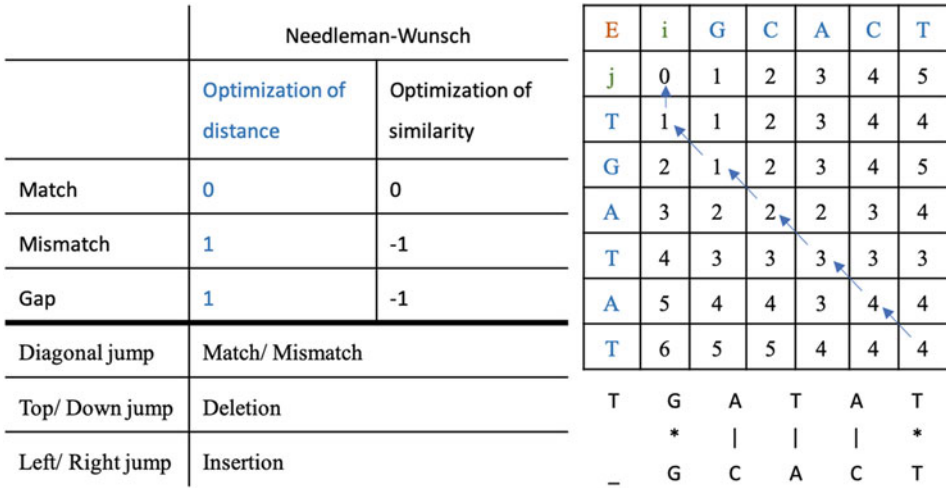 Needleman-Wunsch
Optimization of distance
Optimization of similarity
Match 0 0
Mismatch 1 -1
Gap 1 -1
Diagonal jump Match/ Mismatch
Top/ Down jump Deletion
Left/ Right jump Insertion
E i G C A C T
j 0 1 2 3 4 5
T 1 1 2 3 4 4
G 2 1 2 3 4 5
A 3 2 2 2 3 4
T 4 3 3 3 3 3
A 5 4 4 3 4 4
T 6 5 5 4 4 4
T G A T A T
* | | | *
_ G C A C T